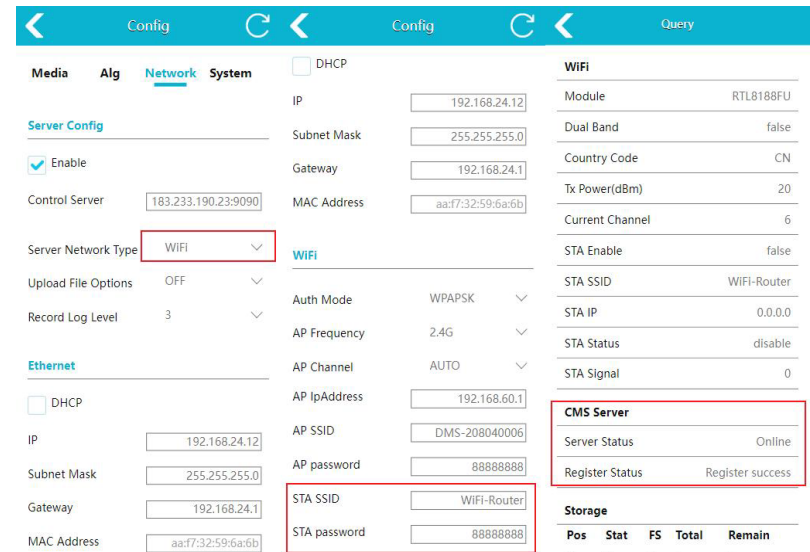 Config
Media Alg Network System
Server Config
Enable
Control Server 183.233.190.23:9090
Server Network Type WiFi
Upload File Options OFF
Record Log Level 3
Ethernet
DHCP
IP 192.168.24.12
Subnet Mask 255.255.255.0
Gateway 192.168.24.1
MAC Address aa:f7:32:59:6a:6b
Config
DHCP
IP 192.168.24.12
Subnet Mask 255.255.255.0
Gateway 192.168.24.1
MAC Address aa:f7:32:59:6a:6b
WiFi
Auth Mode WPAPSK
AP Frequency 2.4G
AP Channel AUTO
AP IpAddress 192.168.60.1
AP SSID DMS-208040006
AP password 88888888
STA SSID WiFi-Router
STA password 88888888
Query
WiFi
Module RTL8188FU
Dual Band false
Country Code CN
Tx Power(dBm) 20
Current Channel 6
STA Enable false
STA SSID WiFi-Router
STA IP 0.0.0.0
STA Status disable
STA Signal 0
CMS Server
Server Status Online
Register Status Register success
Storage
Pos Stat FS Total Remain